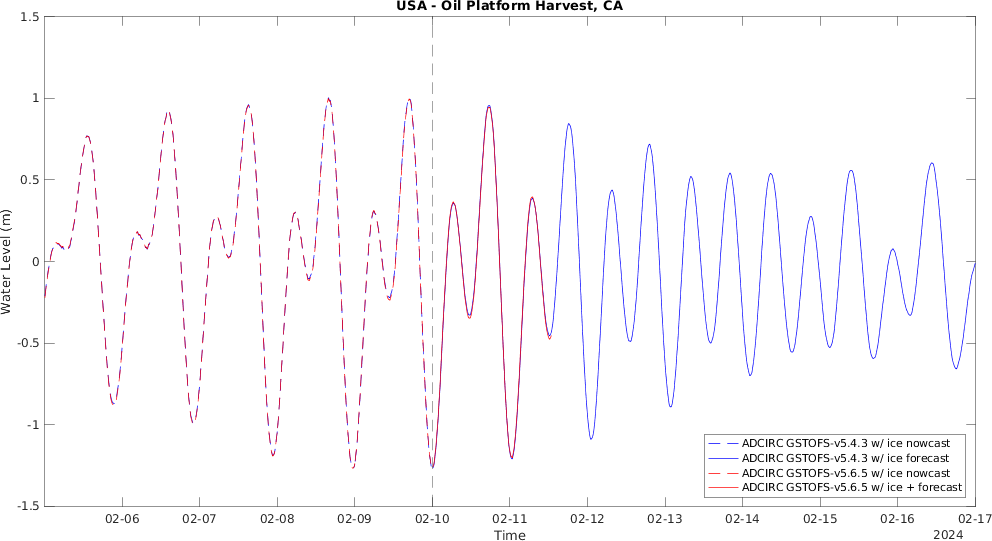 USA - Oil Platform Harvest, CA
1.5
1
0.5
0
-0.5
-1
-1.5
Water Level (m)
02-06 02-07 02-08 02-09 02-10 02-11 02-12 02-13 02-14 02-15 02-16 02-17
Time
2024
ADCIRC GSTOFS-v5.4.3 w/ ice nowcast
ADCIRC GSTOFS-v5.4.3 w/ ice forecast
ADCIRC GSTOFS-v5.6.5 w/ ice nowcast
ADCIRC GSTOFS-v5.6.5 w/ ice + forecast